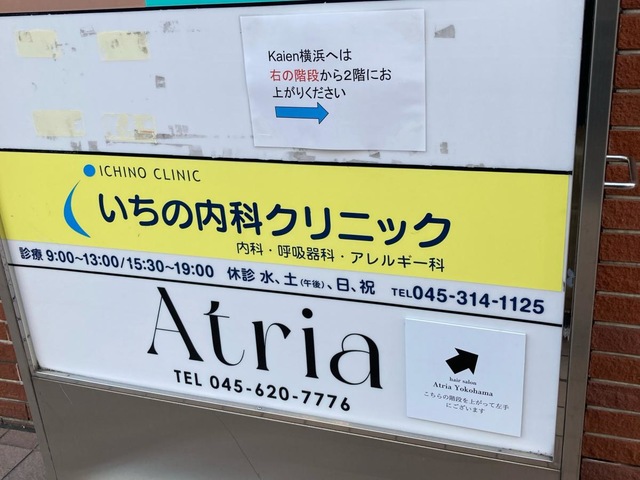 Kaien横浜へは
右の階段から2階にお
上がりください
ICHINO CLINIC
いちの内科クリニック
内科・呼吸器科・アレルギー科
診療 9:00~13:00/15:30~19:00 休診 水、土(午後)、日、祝 TEL045-314-1125
Atria
TEL 045-620-7776
hair salon
Atria Yokohama
こちらの階段を上がって左手
にございます